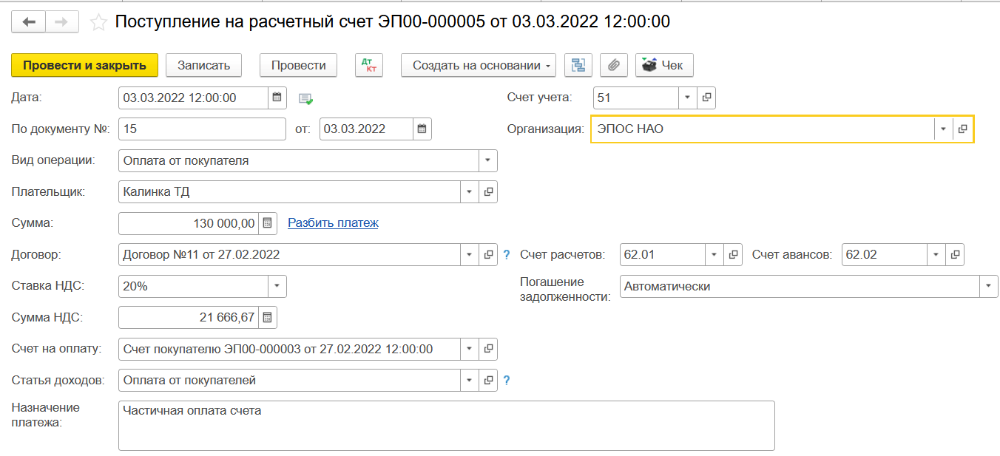 Поступление на расчетный счет ЭП00-000005 от 03.03.2022 12:00:00
Провести и закрыть Записать Провести Дт Кт Создать на основании Чек
Дата: 03.03.2022 12:00:00 Счет учета: 51
По документу №: 15 от: 03.03.2022 Организация: ЭПОС НАО
Вид операции: Оплата от покупателя
Плательщик: Калинка ТД
Сумма: 130 000,00 Разбить платеж
Договор: Договор №11 от 27.02.2022 ? Счет расчетов: 62.01 Счет авансов: 62.02
Ставка НДС: 20% Погашение задолженности: Автоматически
Сумма НДС: 21 666,67
Счет на оплату: Счет покупателю ЭП00-000003 от 27.02.2022 12:00:00
Статья доходов: Оплата от покупателей ?
Назначение платежа: Частичная оплата счета